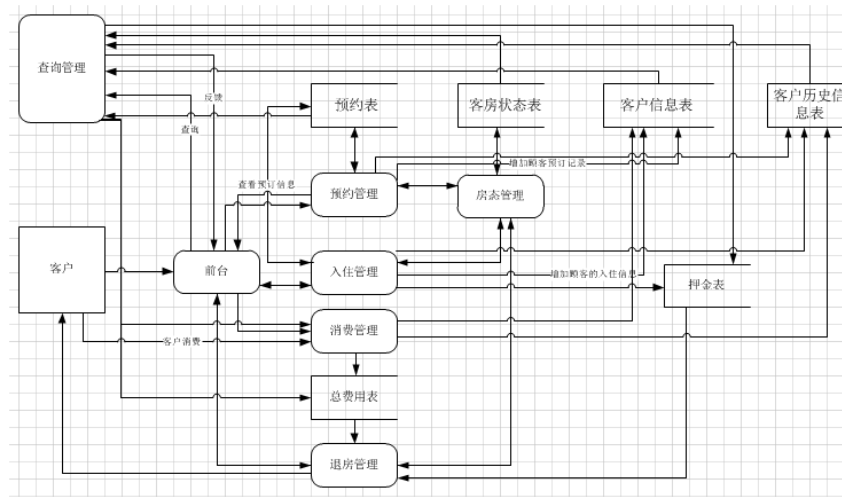 查询管理
反馈
查询
预约表
客房状态表
客户信息表
客户历史信
息表
增加顾客预订记录
查看预订信息
预约管理
房态管理
客户
前台
入住管理
增加顾客的入住信息
押金表
消费管理
客户消费
总费用表
退房管理